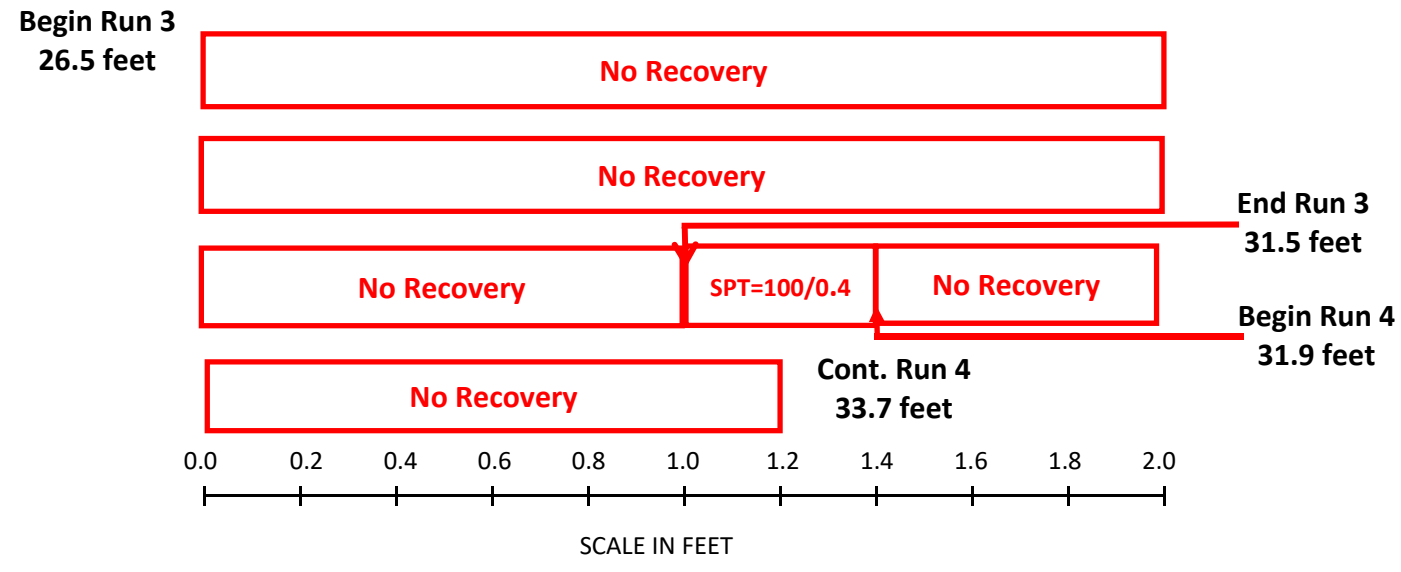 Begin Run 3
26.5 feet
No Recovery
No Recovery
End Run 3
31.5 feet
No Recovery
SPT=100/0.4
No Recovery
Begin Run 4
31.9 feet
No Recovery
Cont. Run 4
33.7 feet
0.0 0.2 0.4 0.6 0.8 1.0 1.2 1.4 1.6 1.8 2.0
SCALE IN FEET